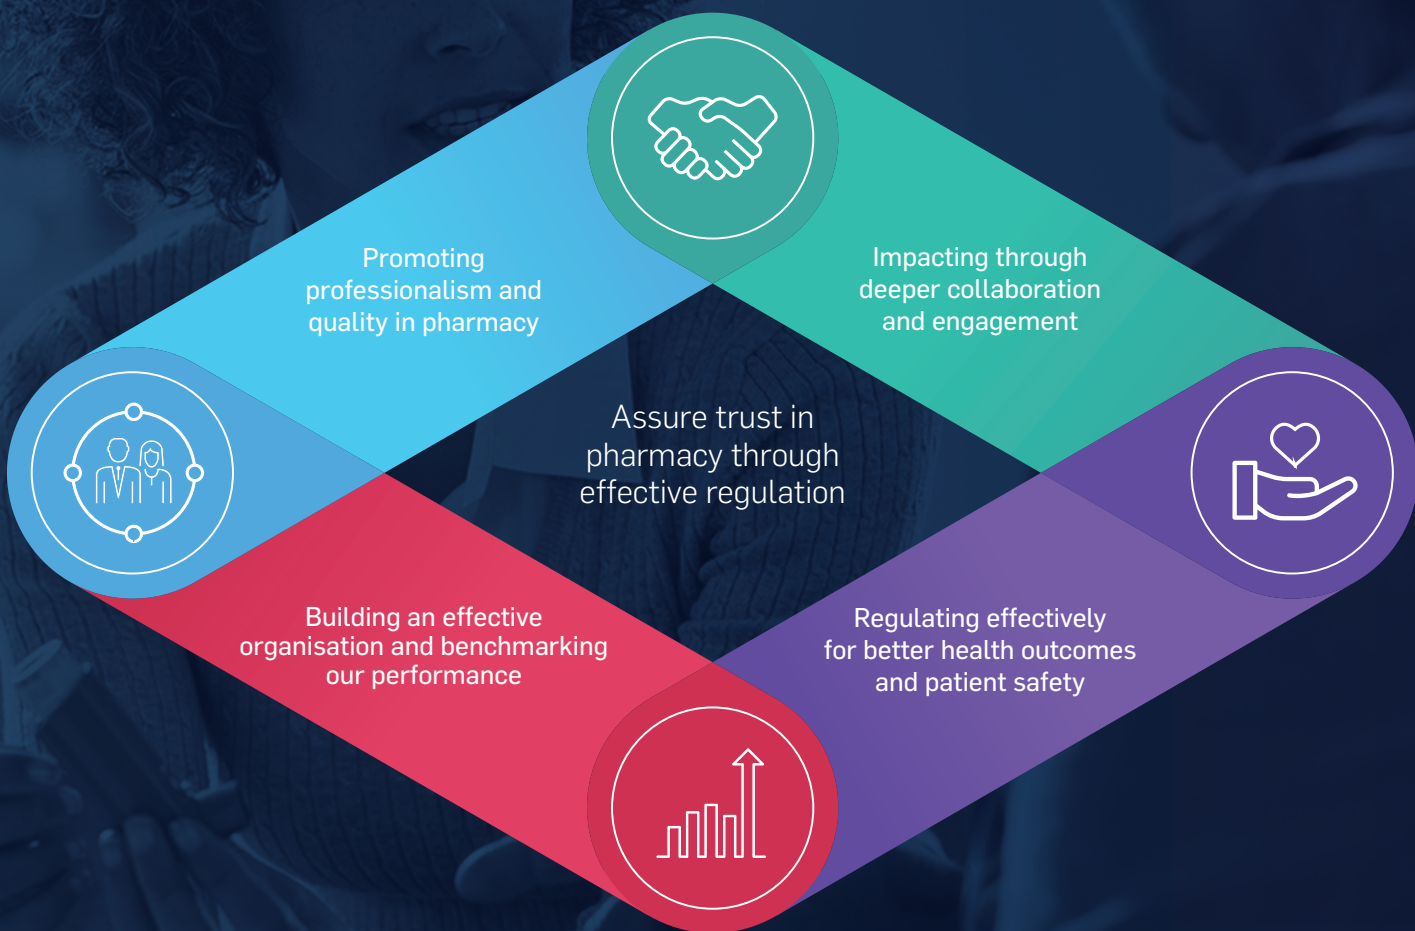 Promoting
professionalism and
quality in pharmacy
Impacting through
deeper collaboration
and engagement
Assure trust in
pharmacy through
effective regulation
Building an effective
organisation and benchmarking
our performance
Regulating effectively
for better health outcomes
and patient safety